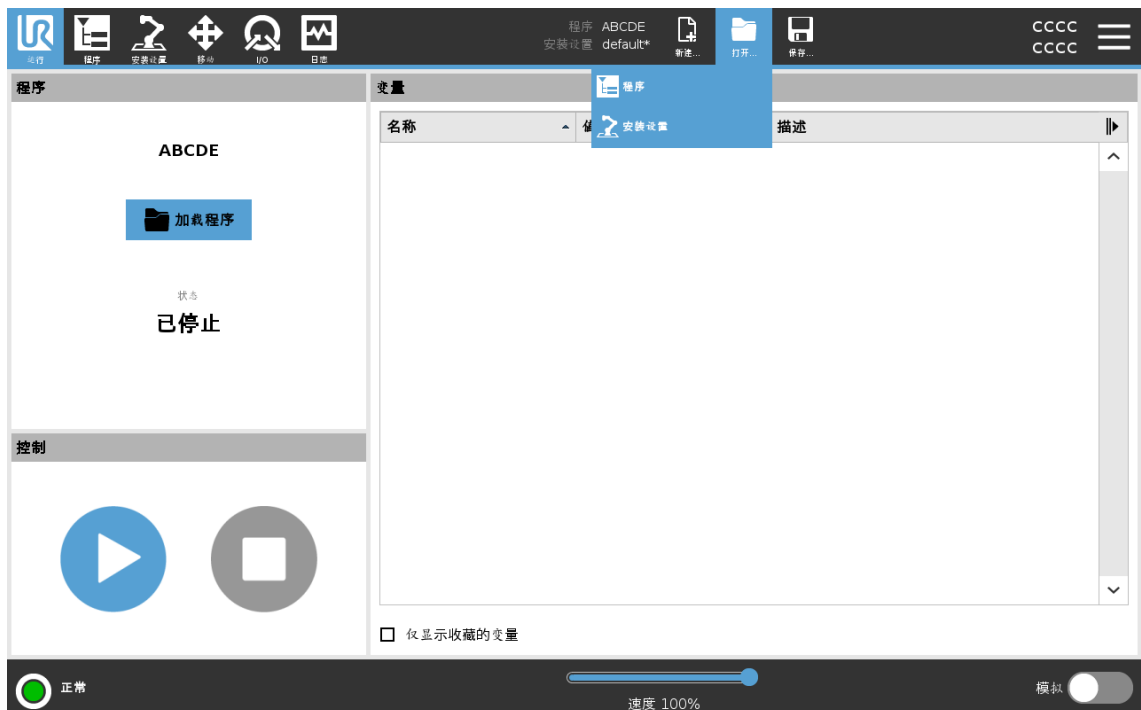 运行 程序 安装设置 移动 I/O 日志
程序 ABCDE
安装设置 default*
新建... 打开... 保存...
CCCC
CCCC
程序
安装设置
程序
ABCDE
加载程序
状态
已停止
控制
变量
名称 描述
仅显示收藏的变量
正常
速度 100%
模拟